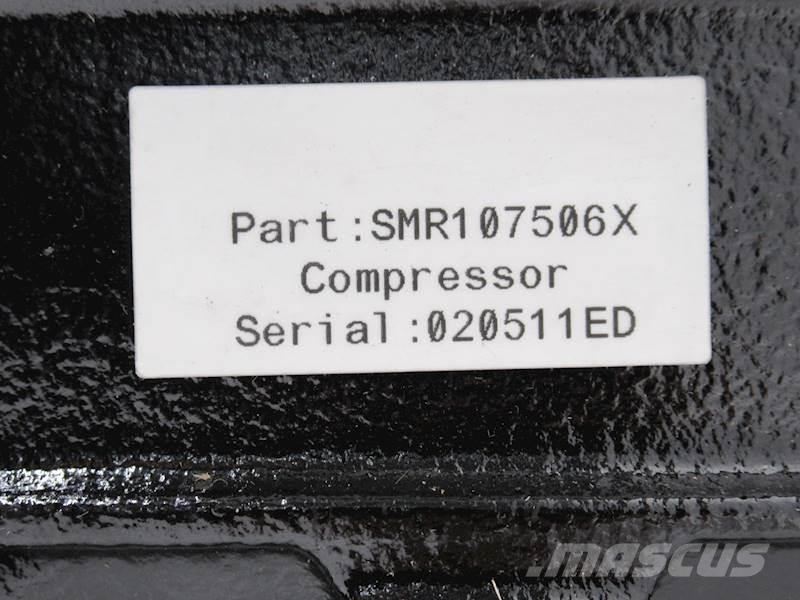 Part:SMR107506X
Compressor
Serial:020511ED
mascus